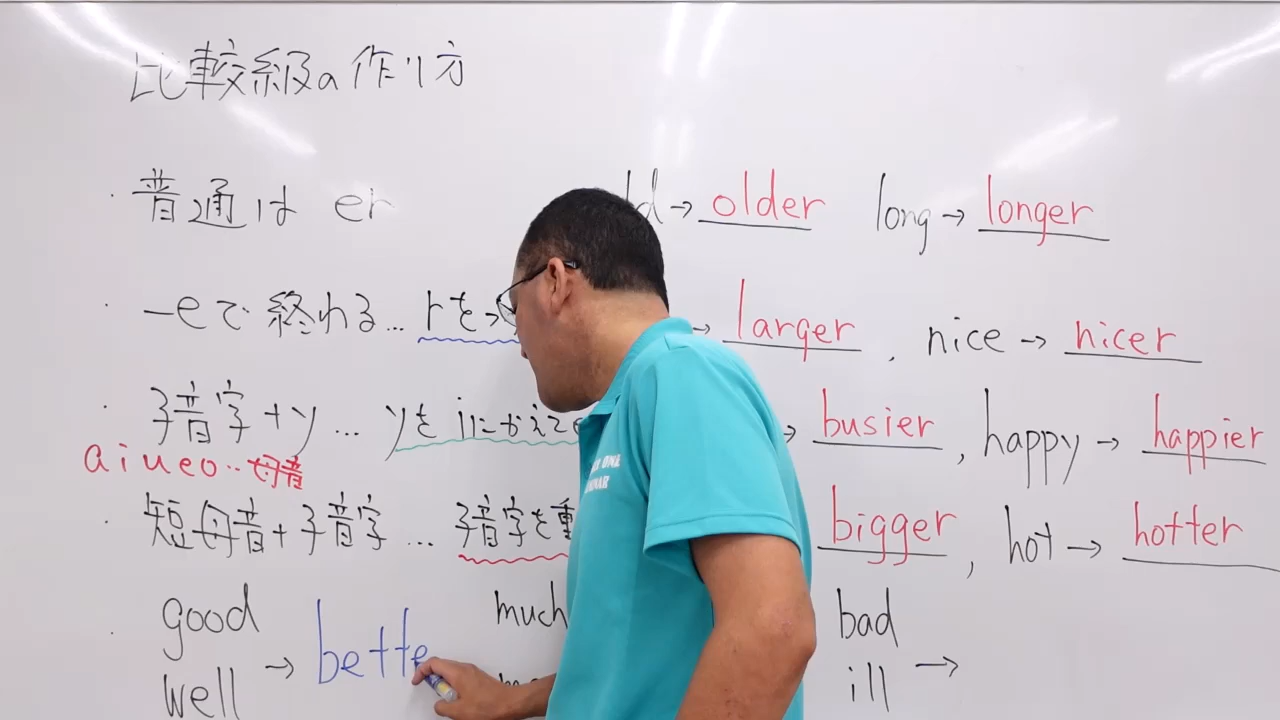 比較級の作り方
・普通は er
older long → longer
・－eで終わる... rを
→ larger , nice → nicer
・子音字+y ... yをiにかえてe
→ busier , happy → happier
aiueo..母音
・短母音+子音字 ... 子音字を重
bigger , hot → hotter
・good
well → bette
much
bad
ill →